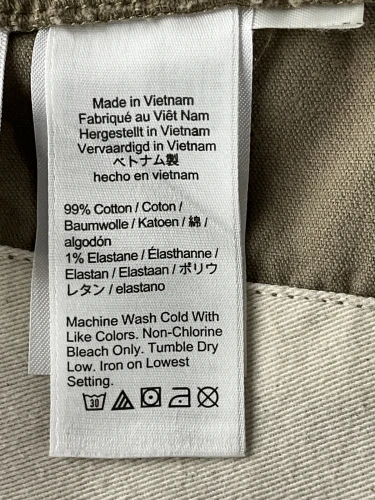 Made in Vietnam
Fabriqué au Viêt Nam
Hergestellt in Vietnam
Vervaardigd in Vietnam
ベトナム製
hecho en vietnam
99% Cotton / Coton /
Baumwolle / Katoen / 綿 /
algodón
1% Elastane / Élasthanne /
Elastan / Elastaan / ポリウ
レタン / elastano
Machine Wash Cold With
Like Colors. Non-Chlorine
Bleach Only. Tumble Dry
Low. Iron on Lowest
Setting.
30